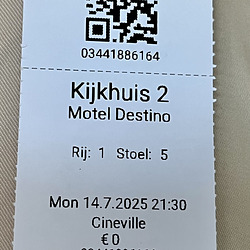 03441886164
Kijkhuis 2
Motel Destino
Rij: 1 Stoel: 5
Mon 14.7.2025 21:30
Cineville
€ 0